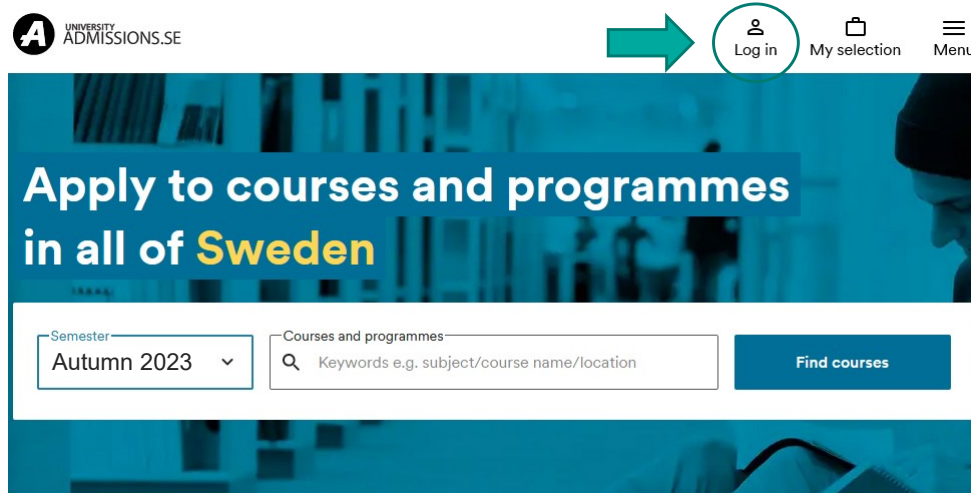 A
UNIVERSITY
ADMISSIONS.SE
Log in
My selection
Menu
Apply to courses and programmes
in all of Sweden
Semester
Autumn 2023
Courses and programmes
Keywords e.g. subject/course name/location
Find courses